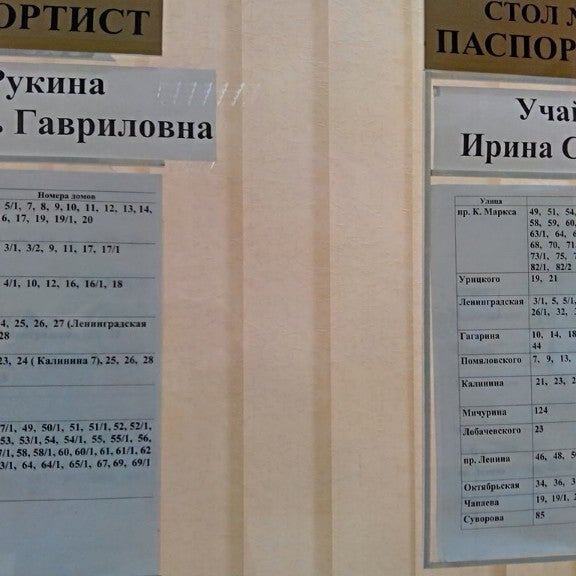 ОРТИСТ
Рукина
Гавриловна
Номера домов
5/1, 7, 8, 9, 10, 11, 12, 13, 14,
6, 17, 19, 19/1, 20
3/1, 3/2, 9, 11, 17, 17/1
4/1, 10, 12, 16, 16/1, 18
4, 25, 26, 27 (Ленинградская
28
23, 24 ( Калинина 7), 25, 26, 28
7/1, 49, 50/1, 51, 51/1, 52, 52/1,
53, 53/1, 54, 54/1, 55, 55/1, 56,
7/1, 58, 58/1, 60, 60/1, 61, 61/1, 62
3/1, 64, 64/1, 65/1, 67, 69, 69/1
СТОЛ №
ПАСПОР
Учай
Ирина С
Улица
пр. К. Маркса 49, 51, 54,
58, 59, 60,
63/1, 64, 6
68, 70, 71,
73/1, 75, 7
82/1, 82/2
Урицкого 19, 21
Ленинградская 3/1, 5, 5/1,
26/1, 32, 3
Гагарина 10, 14, 18
44
Помяловского 7, 9, 13,
Калинина 21, 23, 2
Мичурина 124
Лобачевского 23
пр. Ленина 46, 48, 50
Октябрьская 34, 36, 3
Чапаева 19, 19/1, 2
Суворова 85